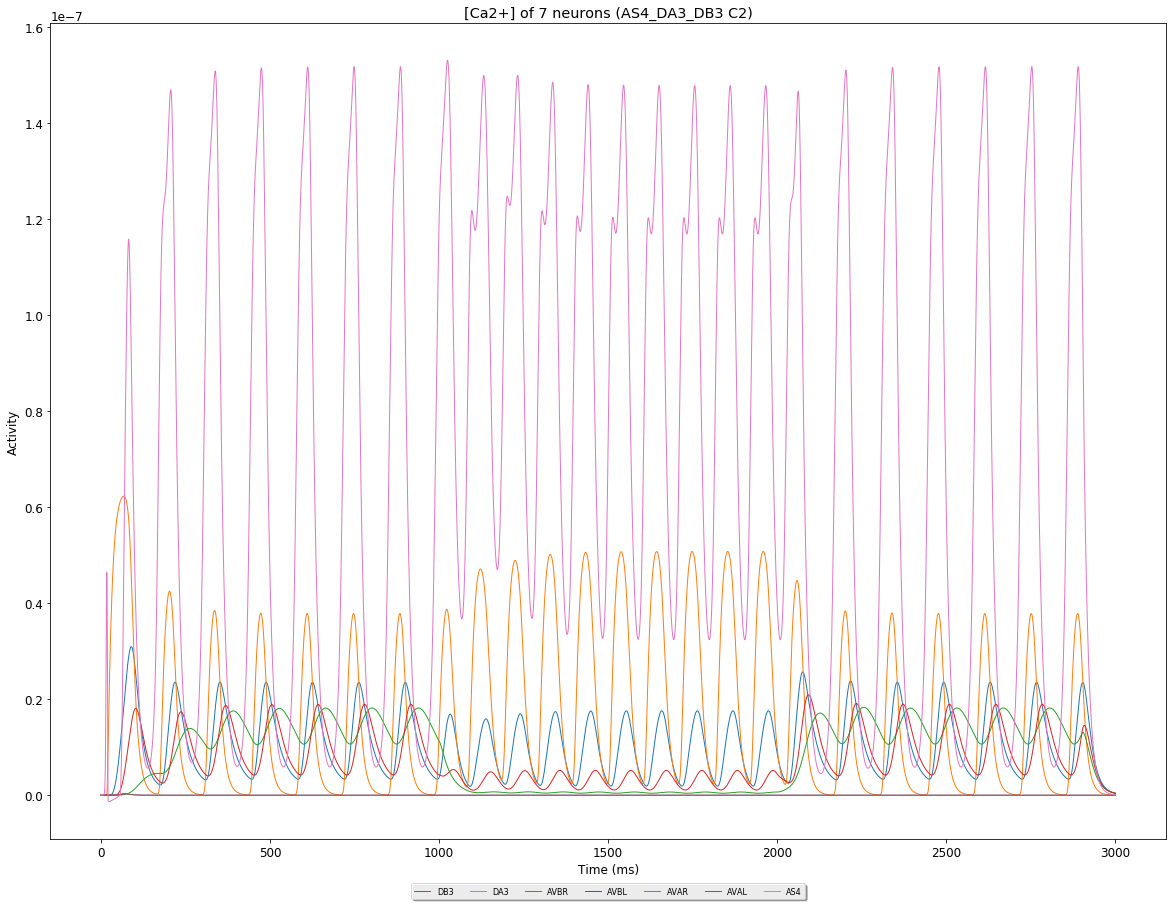 [Ca2+] of 7 neurons (AS4_DA3_DB3 C2)
1e−7
1.6
1.4
1.2
1.0
0.8
0.6
0.4
0.2
0.0
Activity
0 500 1000 1500 2000 2500 3000
Time (ms)
DB3 DA3 AVBR AVBL AVAR AVAL AS4